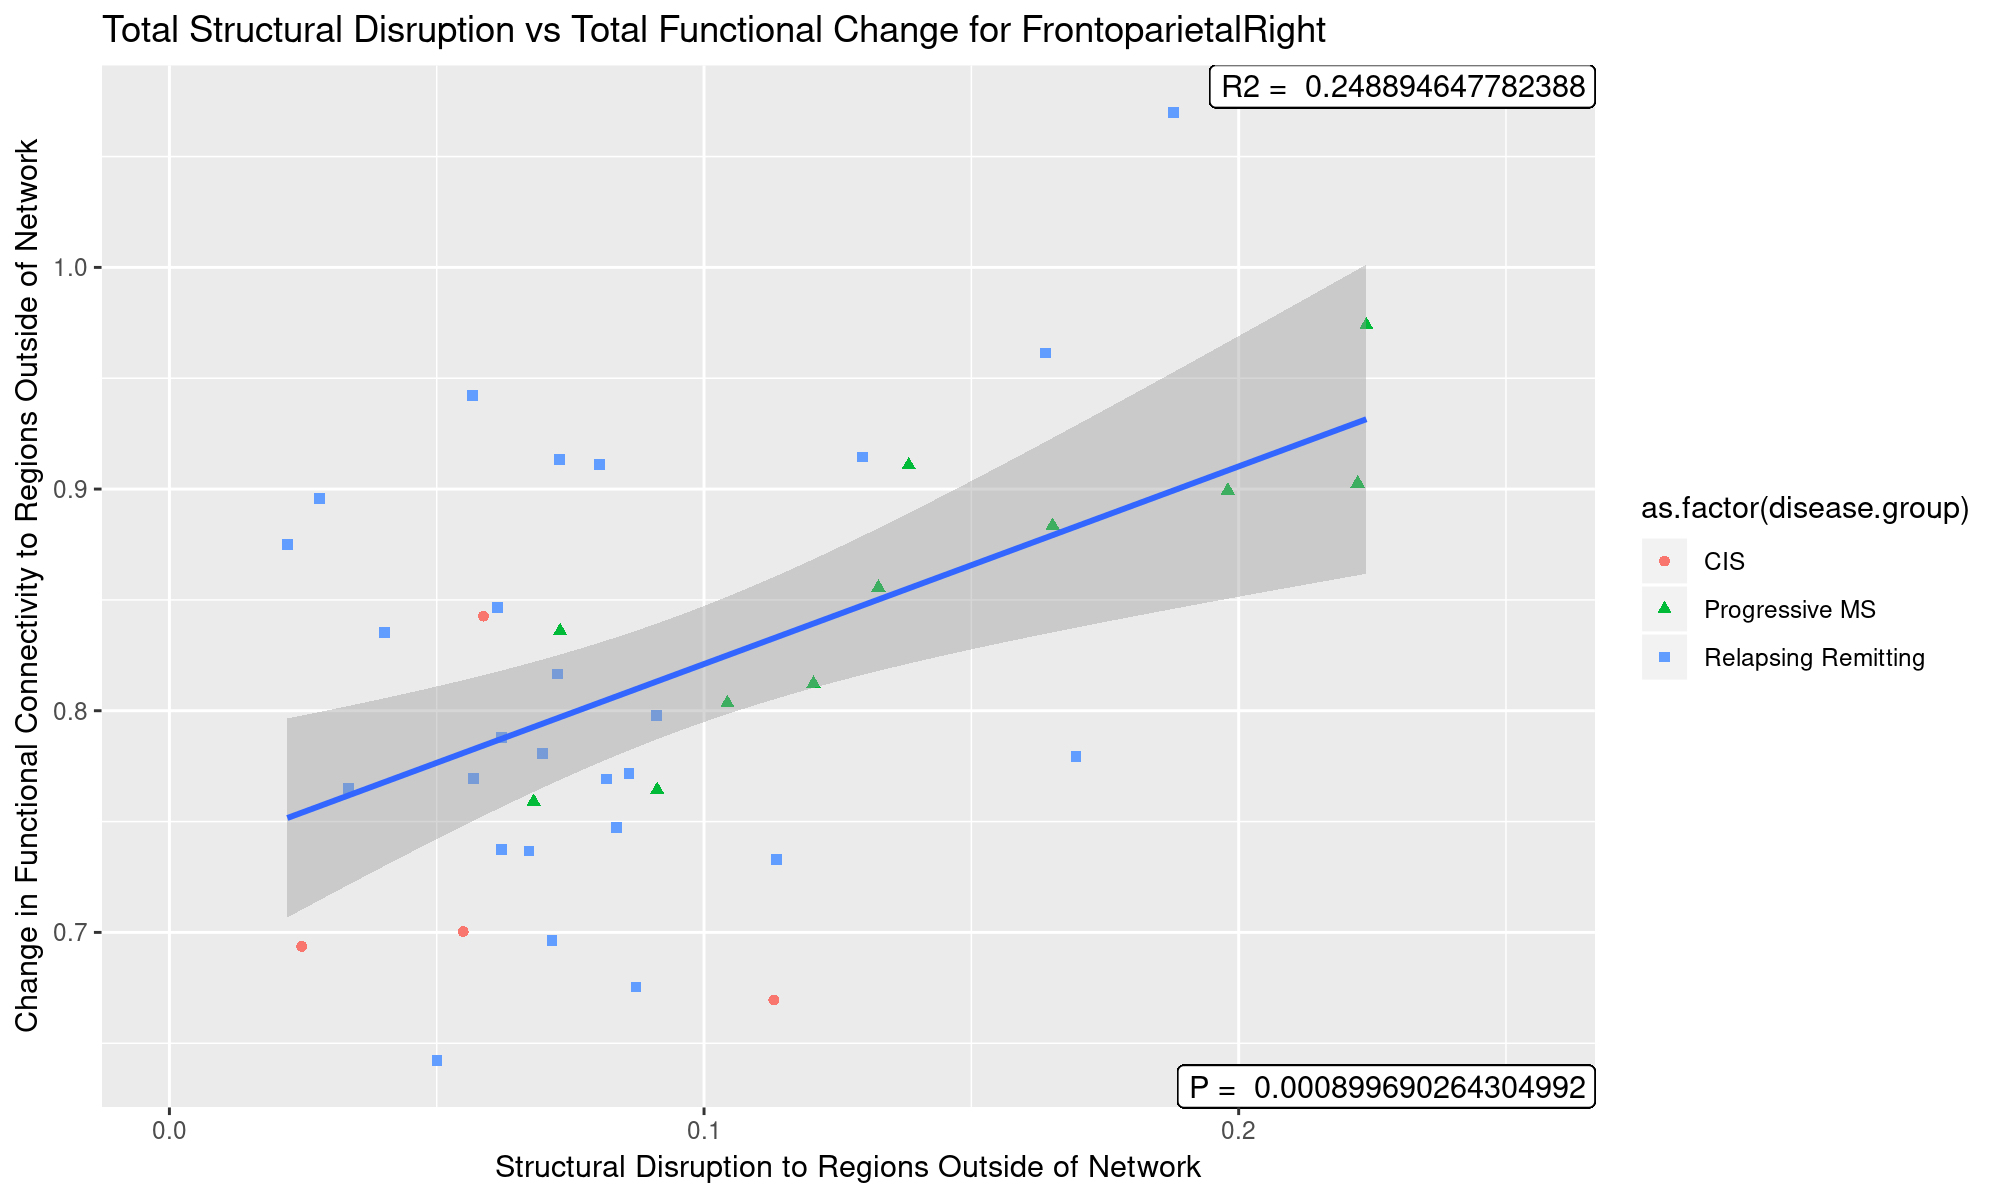 Total Structural Disruption vs Total Functional Change for FrontoparietalRight
R2 =  0.248894647782388
Change in Functional Connectivity to Regions Outside of Network
1.0
0.9
0.8
0.7
as.factor(disease.group)
CIS
Progressive MS
Relapsing Remitting
P =  0.000899690264304992
0.0
0.1
0.2
Structural Disruption to Regions Outside of Network